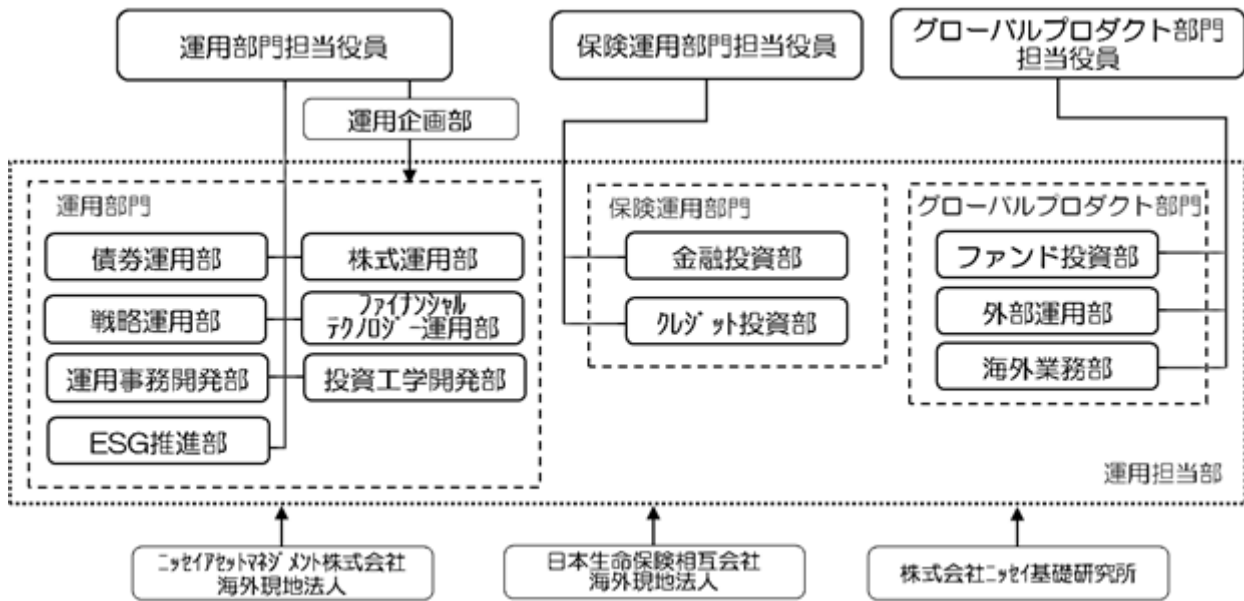 運用部門担当役員
保険運用部門担当役員
グローバルプロダクト部門
担当役員
運用企画部
運用部門
債券運用部
株式運用部
戦略運用部
ファイナンシャル
テクノロジー運用部
運用事務開発部
投資工学開発部
ESG推進部
保険運用部門
金融投資部
クレジット投資部
グローバルプロダクト部門
ファンド投資部
外部運用部
海外業務部
運用担当部
ニッセイアセットマネジメント株式会社
海外現地法人
日本生命保険相互会社
海外現地法人
株式会社ニッセイ基礎研究所